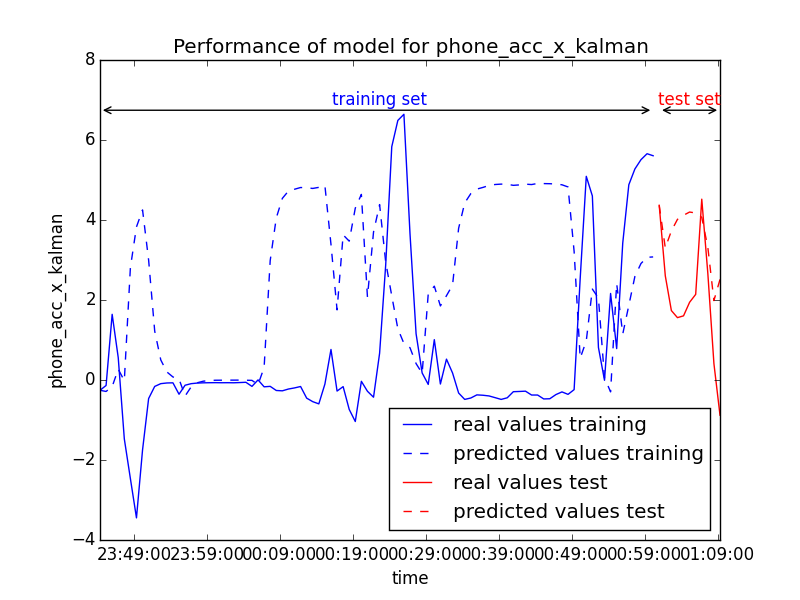 Performance of model for phone_acc_x_kalman
8
6
4
2
0
−2
−4
phone_acc_x_kalman
training set
test set
real values training
predicted values training
real values test
predicted values test
23:49:00 23:59:00 00:09:00 00:19:00 00:29:00 00:39:00 00:49:00 00:59:00 01:09:00
time